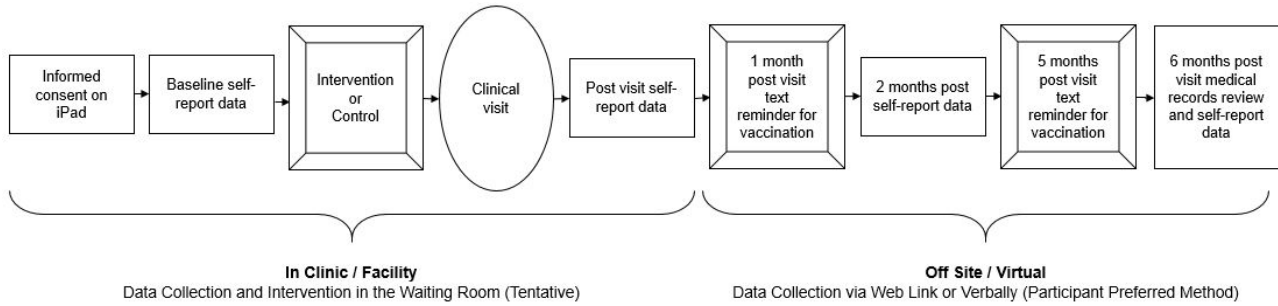 Informed
consent on
iPad
Baseline self-
report data
Intervention
or
Control
Clinical
visit
Post visit self-
report data
1 month
post visit
text
reminder for
vaccination
2 months post
self-report data
5 months
post visit
text
reminder for
vaccination
6 months post
visit medical
records review
and self-report
data
In Clinic / Facility
Data Collection and Intervention in the Waiting Room (Tentative)
Off Site / Virtual
Data Collection via Web Link or Verbally (Participant Preferred Method)